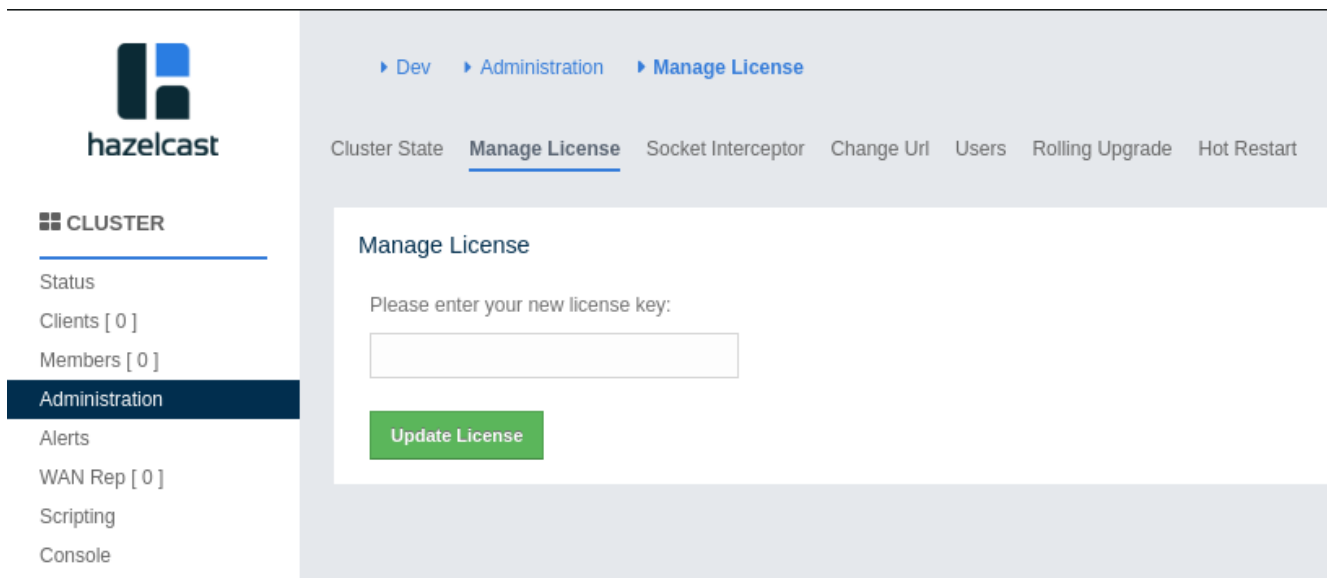 hazelcast
Dev Administration Manage License
Cluster State Manage License Socket Interceptor Change Url Users Rolling Upgrade Hot Restart
CLUSTER
Status
Clients [ 0 ]
Members [ 0 ]
Administration
Alerts
WAN Rep [ 0 ]
Scripting
Console
Manage License
Please enter your new license key:
Update License